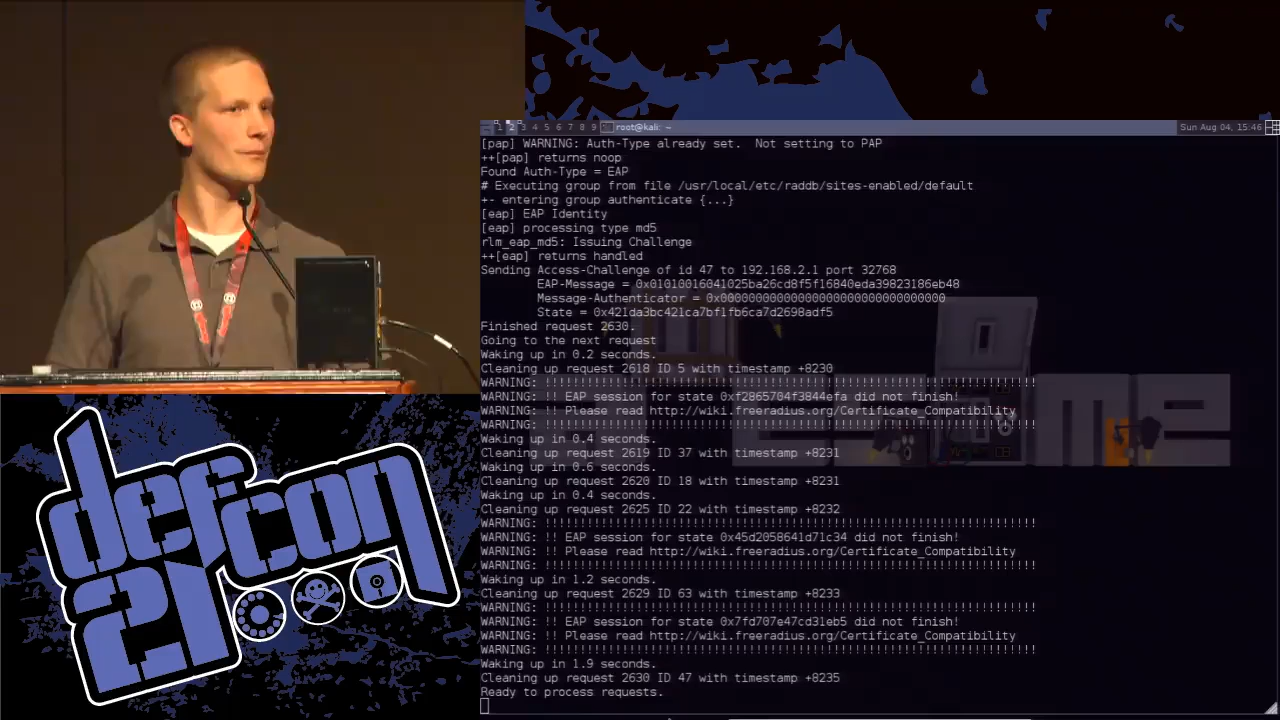 1 2 3 4 5 6 7 8 9 root@kali: ~
Sun Aug 04, 15:46
[pap] WARNING: Auth-Type already set.  Not setting to PAP
++[pap] returns noop
Found Auth-Type = EAP
# Executing group from file /usr/local/etc/raddb/sites-enabled/default
+- entering group authenticate {...}
[eap] EAP Identity
[eap] processing type md5
rlm_eap_md5: Issuing Challenge
++[eap] returns handled
Sending Access-Challenge of id 47 to 192.168.2.1 port 32768
EAP-Message = 0x01010016041025ba26cd8f5f16840eda39823186eb48
Message-Authenticator = 0x00000000000000000000000000000000
State = 0x421da3bc421ca7bf1fb6ca7d2698adf5
Finished request 2630.
Going to the next request
Waking up in 0.2 seconds.
Cleaning up request 2618 ID 5 with timestamp +8230
WARNING: !!!!!!!!!!!!!!!!!!!!!!!!!!!!!!!!!!!!!!!!!!!!!!!!!!!!!!!!!!!!!!!!!!!!!!
WARNING: !! EAP session for state 0xf2865704f3844efa did not finish!
WARNING: !! Please read http://wiki.freeradius.org/Certificate_Compatibility
WARNING: !!!!!!!!!!!!!!!!!!!!!!!!!!!!!!!!!!!!!!!!!!!!!!!!!!!!!!!!!!!!!!!!!!!!!!
Waking up in 0.4 seconds.
Cleaning up request 2619 ID 37 with timestamp +8231
Waking up in 0.6 seconds.
Cleaning up request 2620 ID 18 with timestamp +8231
Waking up in 0.4 seconds.
Cleaning up request 2625 ID 22 with timestamp +8232
WARNING: !!!!!!!!!!!!!!!!!!!!!!!!!!!!!!!!!!!!!!!!!!!!!!!!!!!!!!!!!!!!!!!!!!!!!!
WARNING: !! EAP session for state 0x45d2058641d71c34 did not finish!
WARNING: !! Please read http://wiki.freeradius.org/Certificate_Compatibility
WARNING: !!!!!!!!!!!!!!!!!!!!!!!!!!!!!!!!!!!!!!!!!!!!!!!!!!!!!!!!!!!!!!!!!!!!!!
Waking up in 1.2 seconds.
Cleaning up request 2629 ID 63 with timestamp +8233
WARNING: !!!!!!!!!!!!!!!!!!!!!!!!!!!!!!!!!!!!!!!!!!!!!!!!!!!!!!!!!!!!!!!!!!!!!!
WARNING: !! EAP session for state 0x7fd707e47cd31eb5 did not finish!
WARNING: !! Please read http://wiki.freeradius.org/Certificate_Compatibility
WARNING: !!!!!!!!!!!!!!!!!!!!!!!!!!!!!!!!!!!!!!!!!!!!!!!!!!!!!!!!!!!!!!!!!!!!!!
Waking up in 1.9 seconds.
Cleaning up request 2630 ID 47 with timestamp +8235
Ready to process requests.
defcon
21